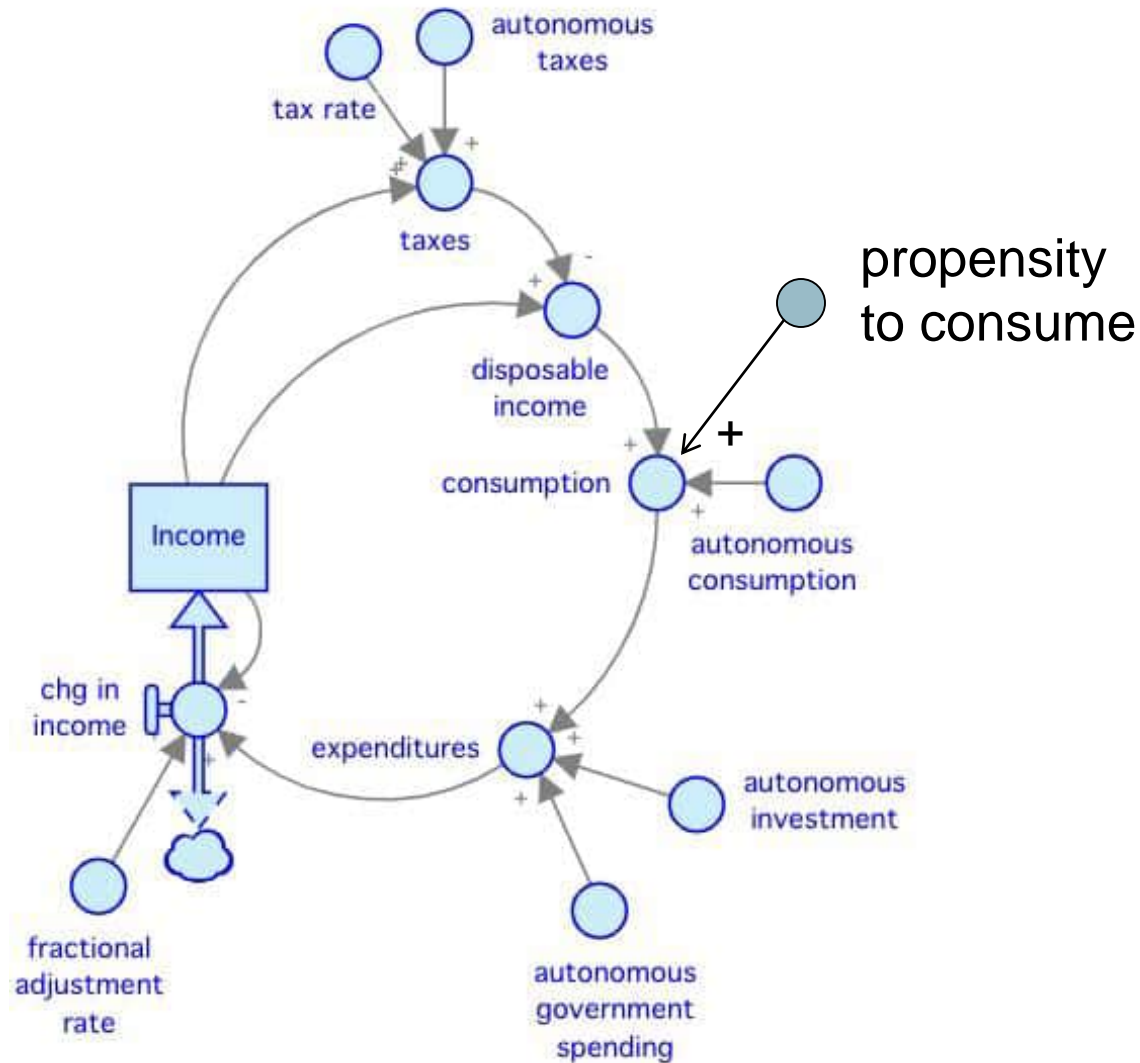 autonomous
taxes
tax rate
+
+
+
taxes
-
+
propensity
to consume
disposable
income
+
+
consumption
+
autonomous
consumption
Income
chg in
income
-
+
expenditures
+
+
+
autonomous
investment
fractional
adjustment
rate
autonomous
government
spending